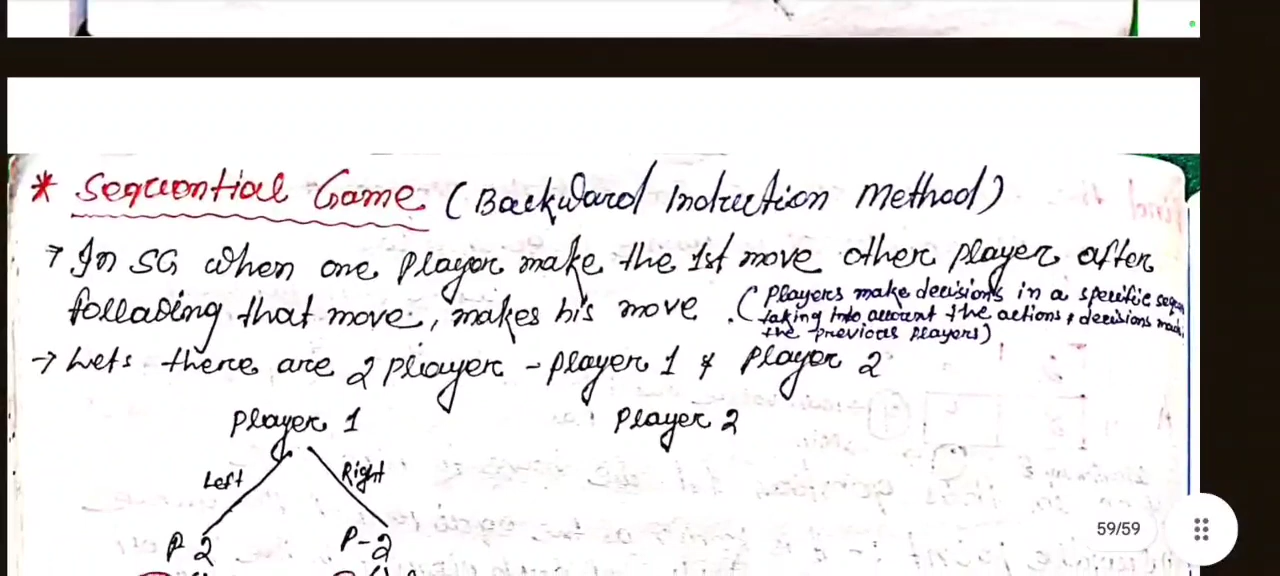 * Sequential Game (Backward Induction Method)
→ In SG when one player make the 1st move other player after
following that move, makes his move. (Players make decisions in a specific
taking into account the actions & decisions
the previous players)
→ Lets there are 2 player - player 1 & player 2
player 1 player 2
Left Right
P 2 P-2
59/59